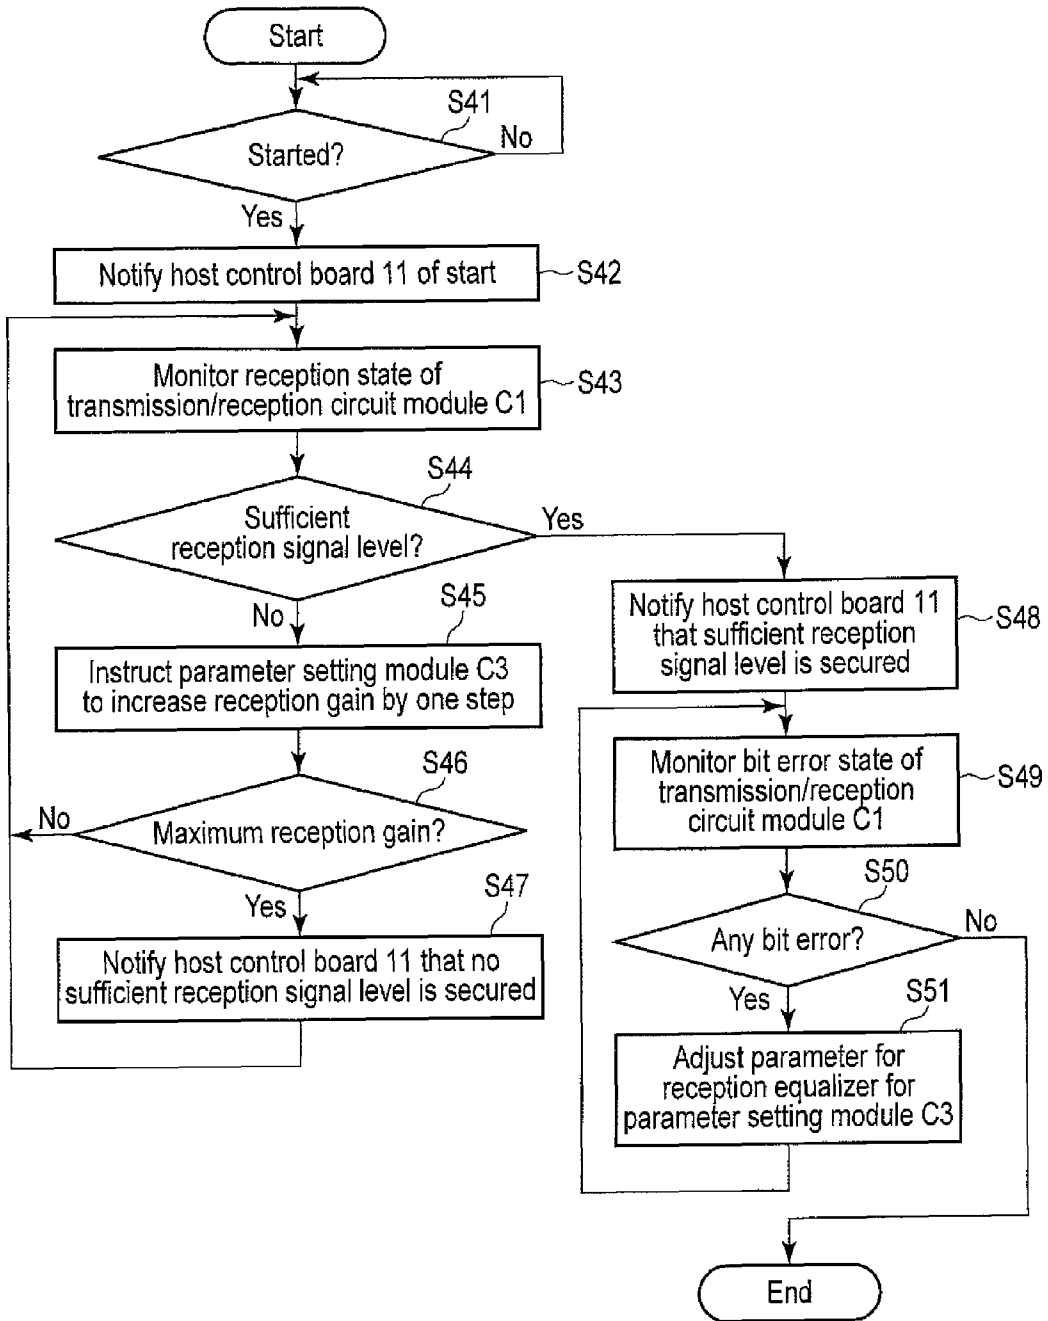 Start
S41
Started?
No
Yes
Notify host control board 11 of start
S42
Monitor reception state of
transmission/reception circuit module C1
S43
S44
Sufficient
reception signal level?
Yes
No
S45
Instruct parameter setting module C3
to increase reception gain by one step
S46
Maximum reception gain?
No
Yes
S47
Notify host control board 11 that no
sufficient reception signal level is secured
Notify host control board 11
that sufficient reception
signal level is secured
S48
Monitor bit error state of
transmission/reception
circuit module C1
S49
S50
Any bit error?
No
Yes
S51
Adjust parameter for
reception equalizer for
parameter setting module C3
End